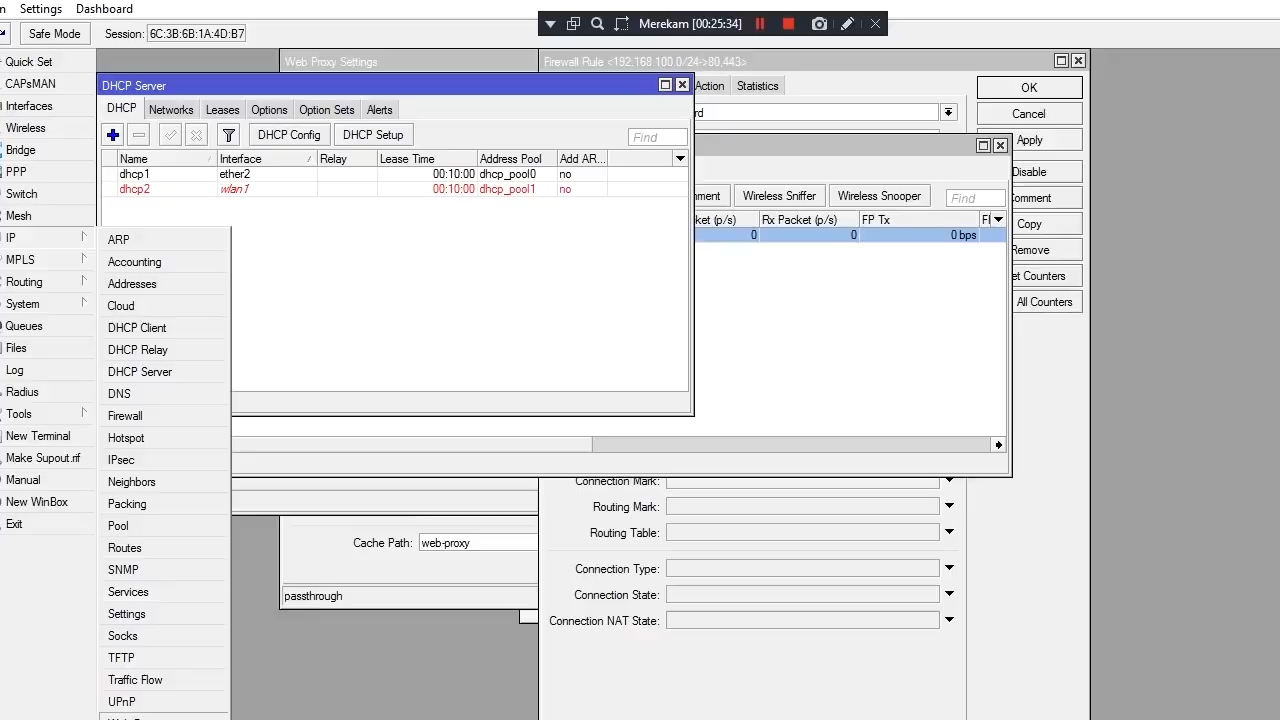 n Settings Dashboard
Safe Mode Session: 6C:3B:6B:1A:4D:B7
Merekam [00:25:34]
Quick Set
CAPsMAN
Interfaces
Wireless
Bridge
PPP
Switch
Mesh
IP
MPLS
Routing
System
Queues
Files
Log
Radius
Tools
New Terminal
Make Supout.rif
Manual
New WinBox
Exit
ARP
Accounting
Addresses
Cloud
DHCP Client
DHCP Relay
DHCP Server
DNS
Firewall
Hotspot
IPsec
Neighbors
Packing
Pool
Routes
SNMP
Services
Settings
Socks
TFTP
Traffic Flow
UPnP
DHCP Server
DHCP Networks Leases Options Option Sets Alerts
DHCP Config DHCP Setup Find
Name Interface Relay Lease Time Address Pool Add AR...
dhcp1 ether2 00:10:00 dhcp_pool0 no
dhcp2 wlan1 00:10:00 dhcp_pool1 no
Web Proxy Settings
Cache Path: web-proxy
passthrough
Firewall Rule <192.168.100.0/24->80,443>
Action Statistics
rd
mment Wireless Sniffer Wireless Snooper Find
ket (p/s) Rx Packet (p/s) FP Tx
0 0 0 bps
Connection Mark:
Routing Mark:
Routing Table:
Connection Type:
Connection State:
Connection NAT State:
OK
Cancel
Apply
Disable
omment
Copy
Remove
et Counters
All Counters